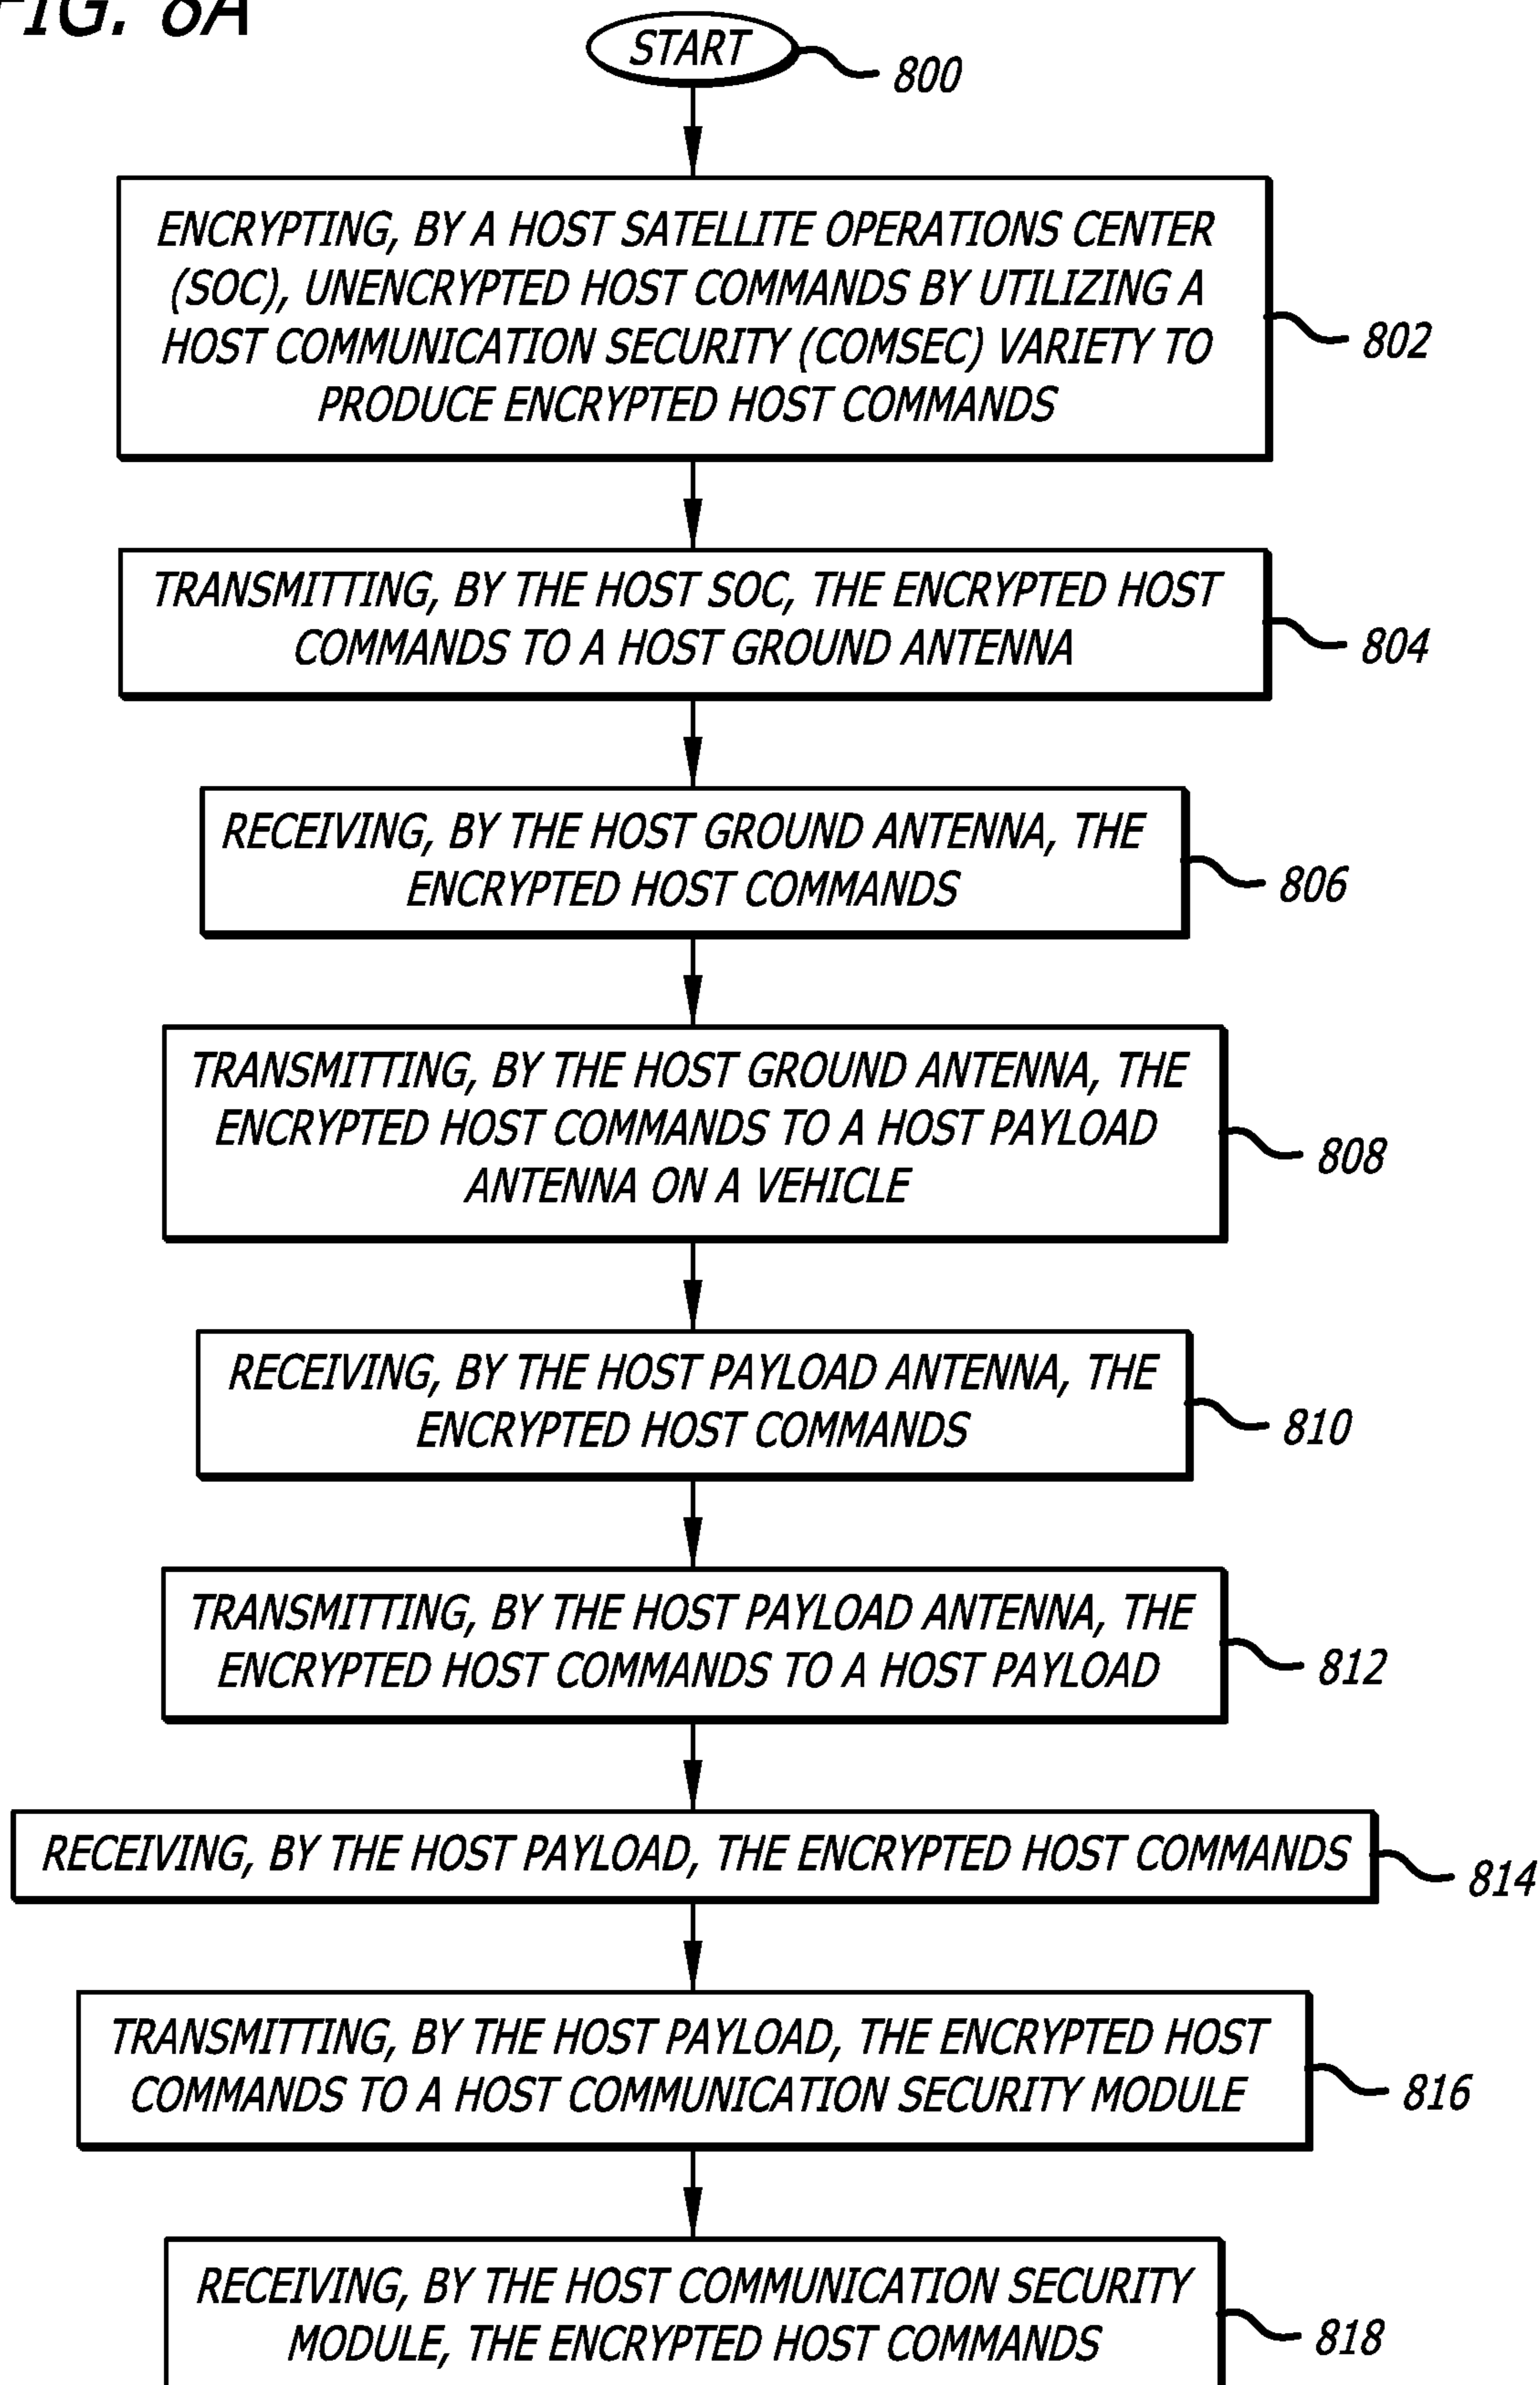 FIG. 8A
START
800
ENCRYPTING, BY A HOST SATELLITE OPERATIONS CENTER
(SOC), UNENCRYPTED HOST COMMANDS BY UTILIZING A
HOST COMMUNICATION SECURITY (COMSEC) VARIETY TO
PRODUCE ENCRYPTED HOST COMMANDS
802
TRANSMITTING, BY THE HOST SOC, THE ENCRYPTED HOST
COMMANDS TO A HOST GROUND ANTENNA
804
RECEIVING, BY THE HOST GROUND ANTENNA, THE
ENCRYPTED HOST COMMANDS
806
TRANSMITTING, BY THE HOST GROUND ANTENNA, THE
ENCRYPTED HOST COMMANDS TO A HOST PAYLOAD
ANTENNA ON A VEHICLE
808
RECEIVING, BY THE HOST PAYLOAD ANTENNA, THE
ENCRYPTED HOST COMMANDS
810
TRANSMITTING, BY THE HOST PAYLOAD ANTENNA, THE
ENCRYPTED HOST COMMANDS TO A HOST PAYLOAD
812
RECEIVING, BY THE HOST PAYLOAD, THE ENCRYPTED HOST COMMANDS
814
TRANSMITTING, BY THE HOST PAYLOAD, THE ENCRYPTED HOST
COMMANDS TO A HOST COMMUNICATION SECURITY MODULE
816
RECEIVING, BY THE HOST COMMUNICATION SECURITY
MODULE, THE ENCRYPTED HOST COMMANDS
818